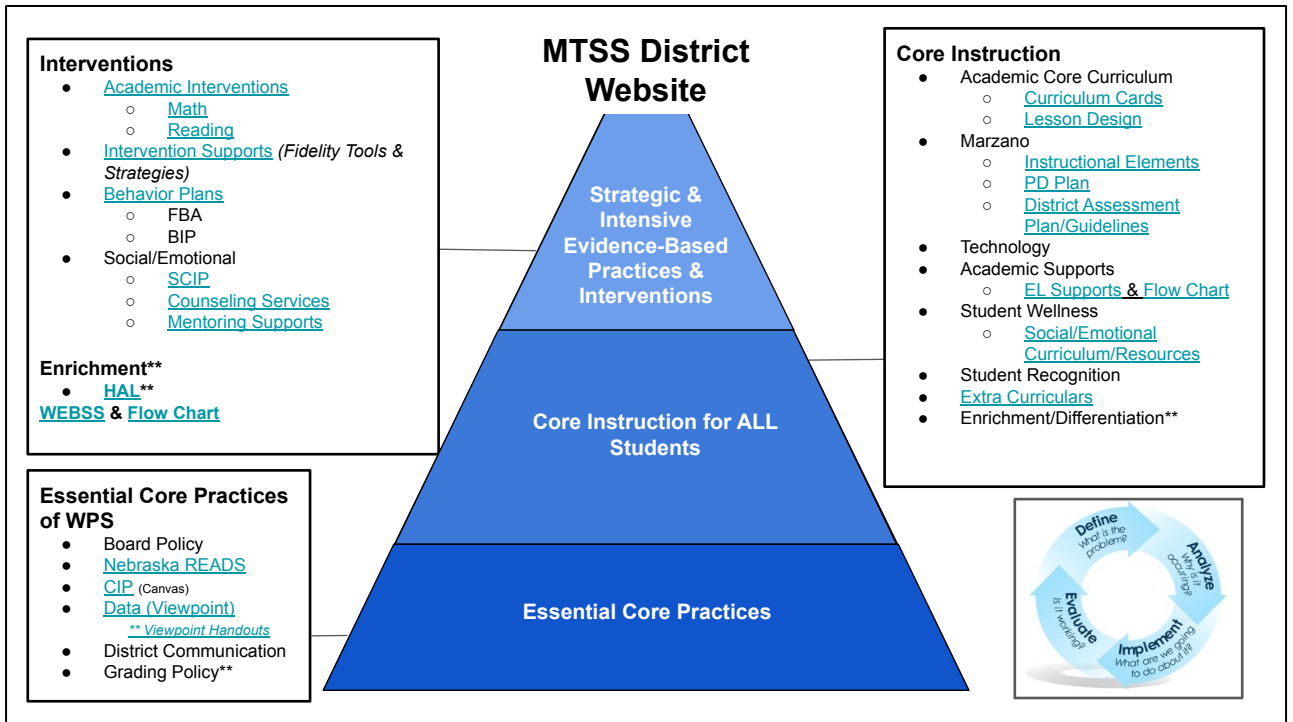 MTSS District
Website
Interventions
● Academic Interventions
○ Math
○ Reading
● Intervention Supports (Fidelity Tools &
Strategies)
● Behavior Plans
○ FBA
○ BIP
● Social/Emotional
○ SCIP
○ Counseling Services
○ Mentoring Supports
Enrichment**
● HAL**
WEBSS & Flow Chart
Essential Core Practices
of WPS
● Board Policy
● Nebraska READS
● CIP (Canvas)
● Data (Viewpoint)
** Viewpoint Handouts
● District Communication
● Grading Policy**
Strategic &
Intensive
Evidence-Based
Practices &
Interventions
Core Instruction for ALL
Students
Essential Core Practices
Core Instruction
● Academic Core Curriculum
○ Curriculum Cards
○ Lesson Design
● Marzano
○ Instructional Elements
○ PD Plan
○ District Assessment
Plan/Guidelines
● Technology
● Academic Supports
○ EL Supports & Flow Chart
● Student Wellness
○ Social/Emotional
Curriculum/Resources
● Student Recognition
● Extra Curriculars
● Enrichment/Differentiation**
Define
What is the
problem?
Analyze
Why is it
occuring?
Implement
What are we going
to do about it?
Evaluate
Is it working?